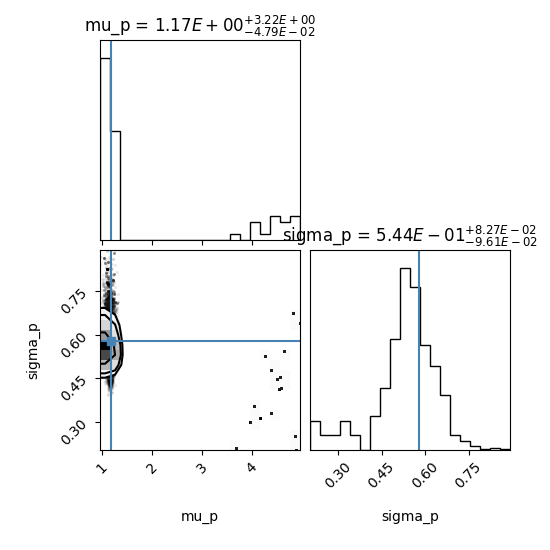 mu_p = 1.17E + 00+3.22E + 00
−4.79E − 02
sigma_p = 5.44E − 01+8.27E − 02
−9.61E − 02
0.75
0.60
0.45
0.30
sigma_p
1 2 3 4
mu_p
0.30 0.45 0.60 0.75
sigma_p